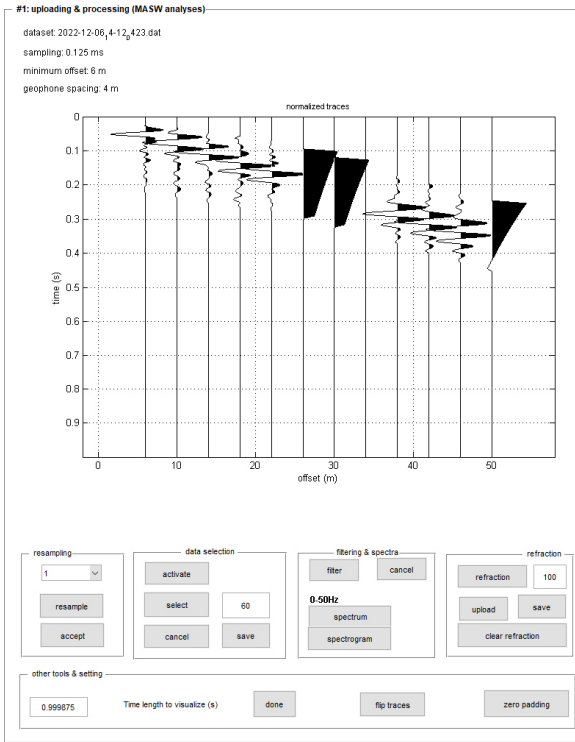 #1: uploading & processing (MASW analyses)
dataset: 2022-12-06_14-12_0423.dat
sampling: 0.125 ms
minimum offset: 6 m
geophone spacing: 4 m
normalized traces
0
0.1
0.2
0.3
0.4
0.5
0.6
0.7
0.8
0.9
time (s)
0 10 20 30 40 50
offset (m)
resampling
1
resample
accept
data selection
activate
select 60
cancel save
filtering & spectra
filter cancel
0-50Hz
spectrum
spectrogram
refraction
refraction 100
upload save
clear refraction
other tools & setting
0.999875 Time length to visualize (s) done flip traces zero padding